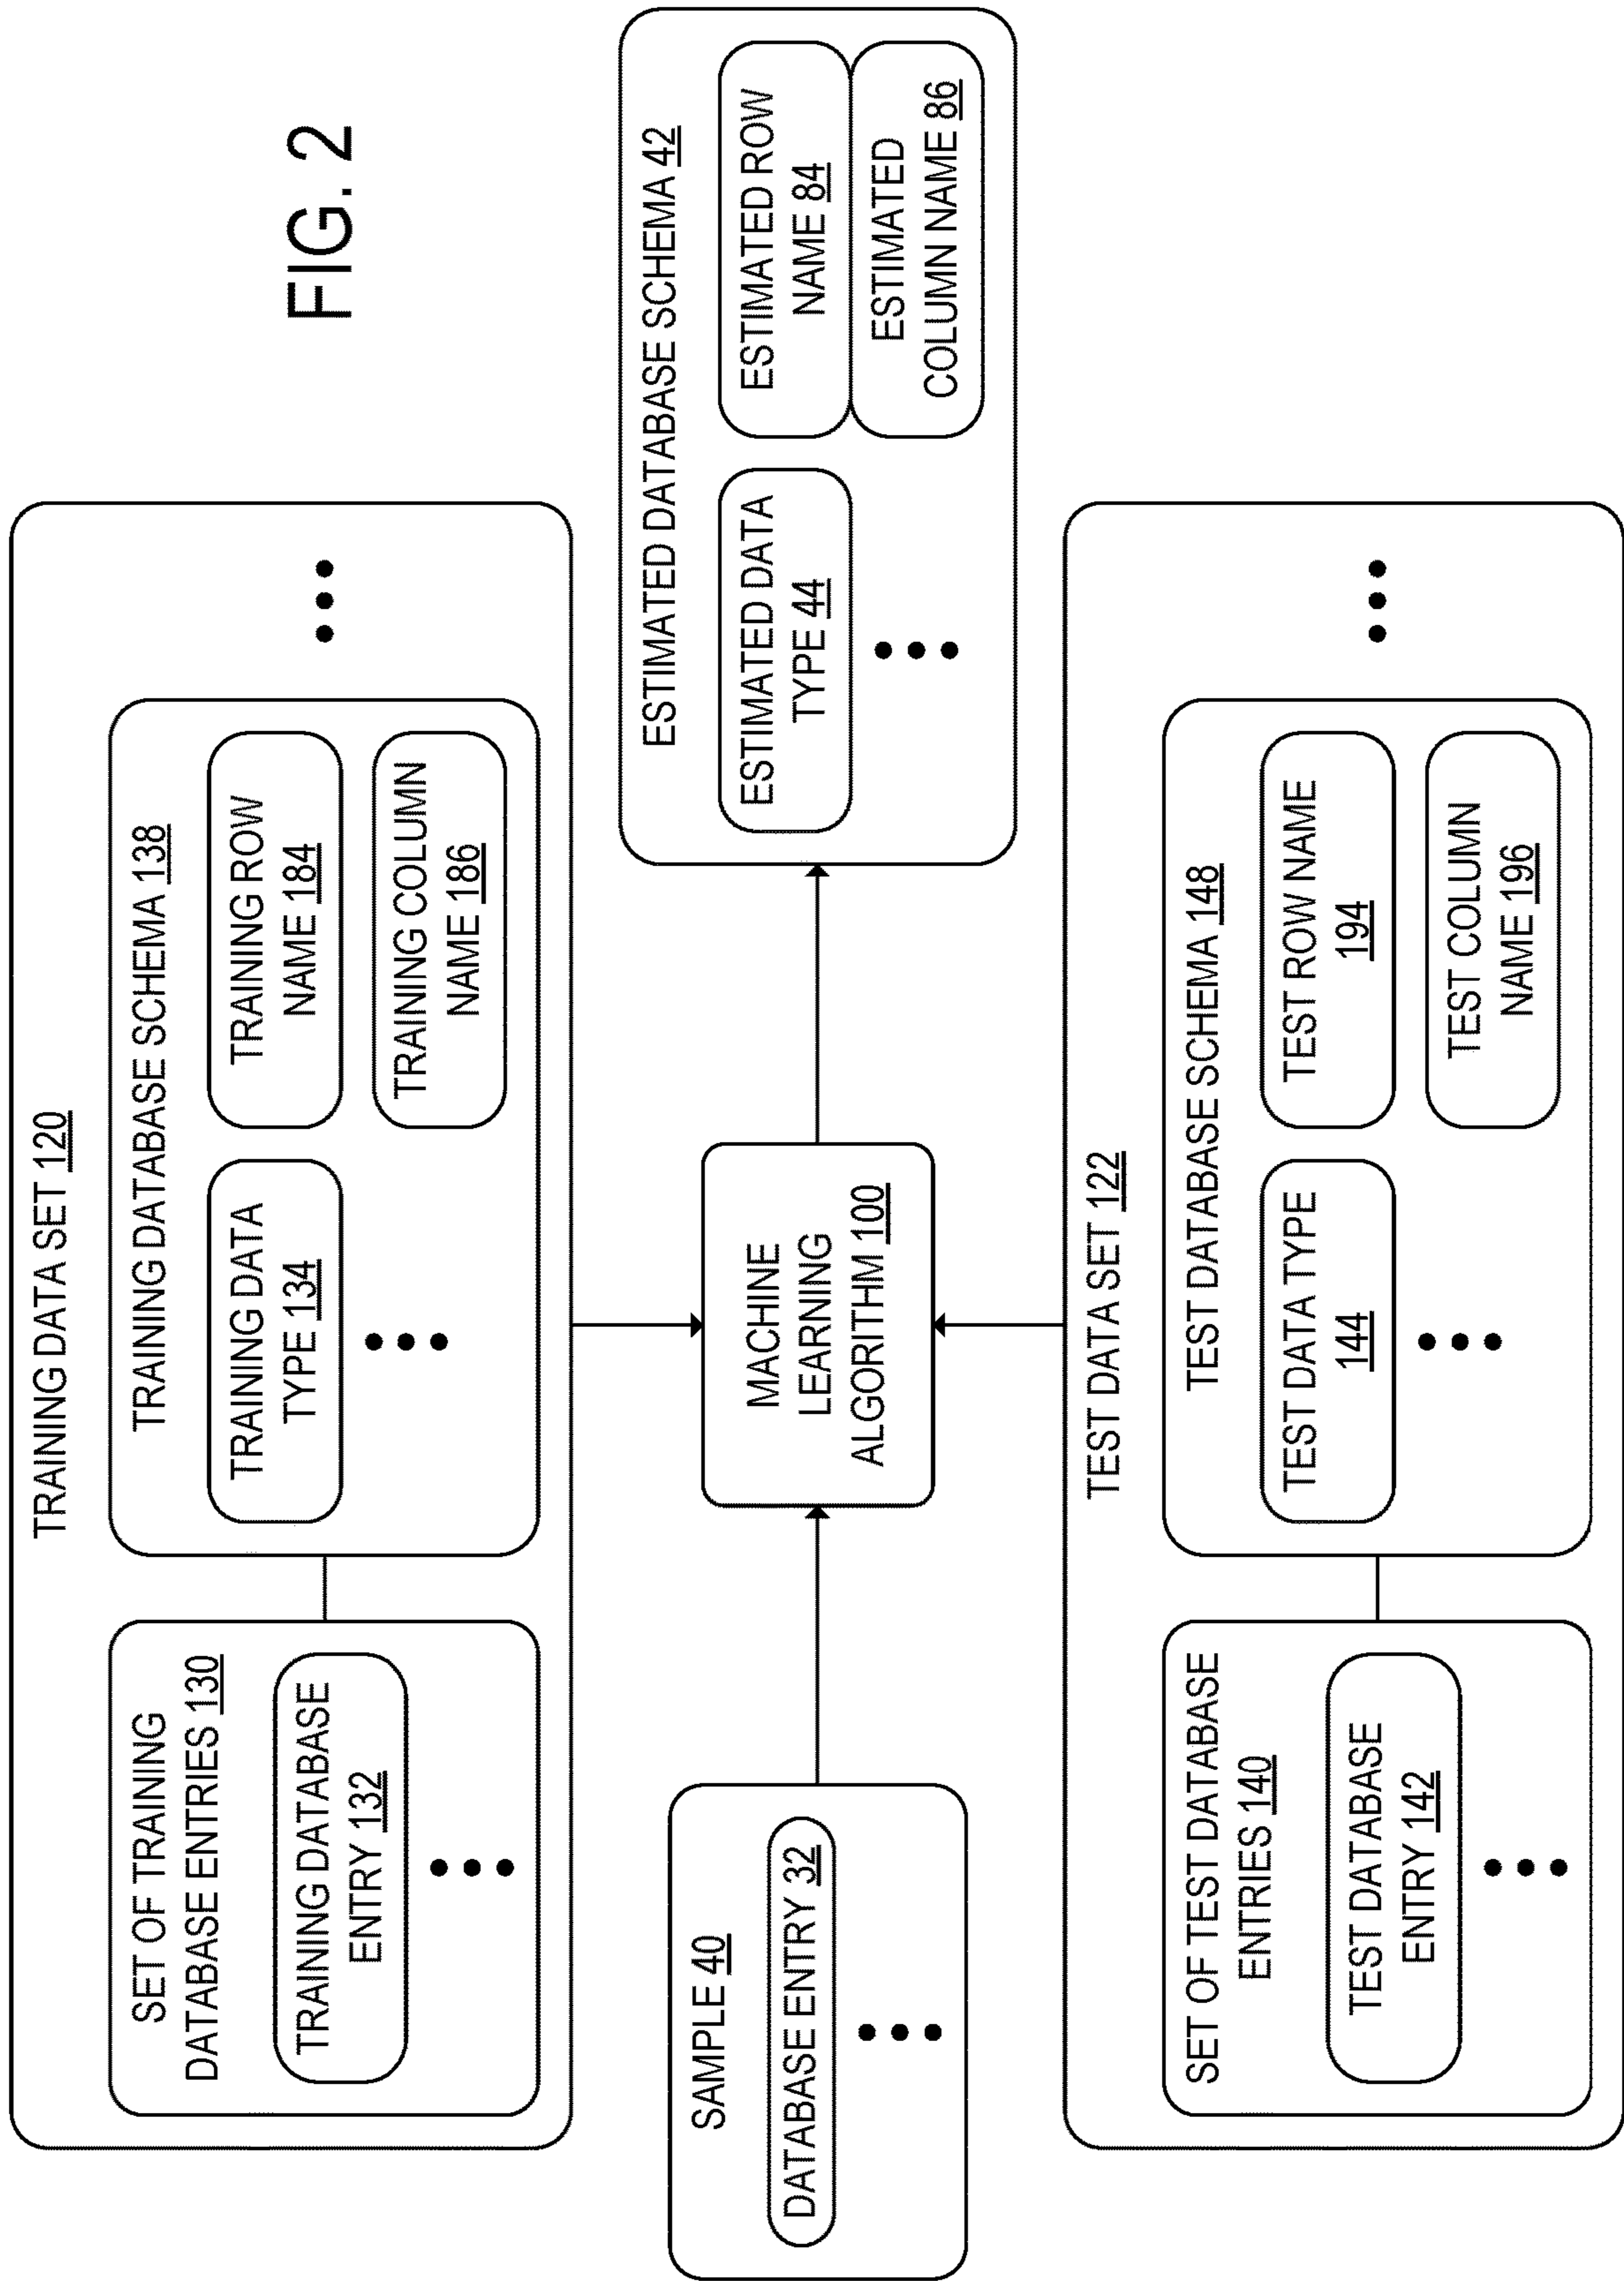 TRAINING DATA SET 120
SET OF TRAINING
DATABASE ENTRIES 130
TRAINING DATABASE
ENTRY 132
TRAINING DATABASE SCHEMA 138
TRAINING DATA
TYPE 134
TRAINING ROW
NAME 184
TRAINING COLUMN
NAME 186
FIG. 2
SAMPLE 40
DATABASE ENTRY 32
MACHINE
LEARNING
ALGORITHM 100
ESTIMATED DATABASE SCHEMA 42
ESTIMATED DATA
TYPE 44
ESTIMATED ROW
NAME 84
ESTIMATED
COLUMN NAME 86
TEST DATA SET 122
SET OF TEST DATABASE
ENTRIES 140
TEST DATABASE
ENTRY 142
TEST DATABASE SCHEMA 148
TEST DATA TYPE
144
TEST ROW NAME
194
TEST COLUMN
NAME 196